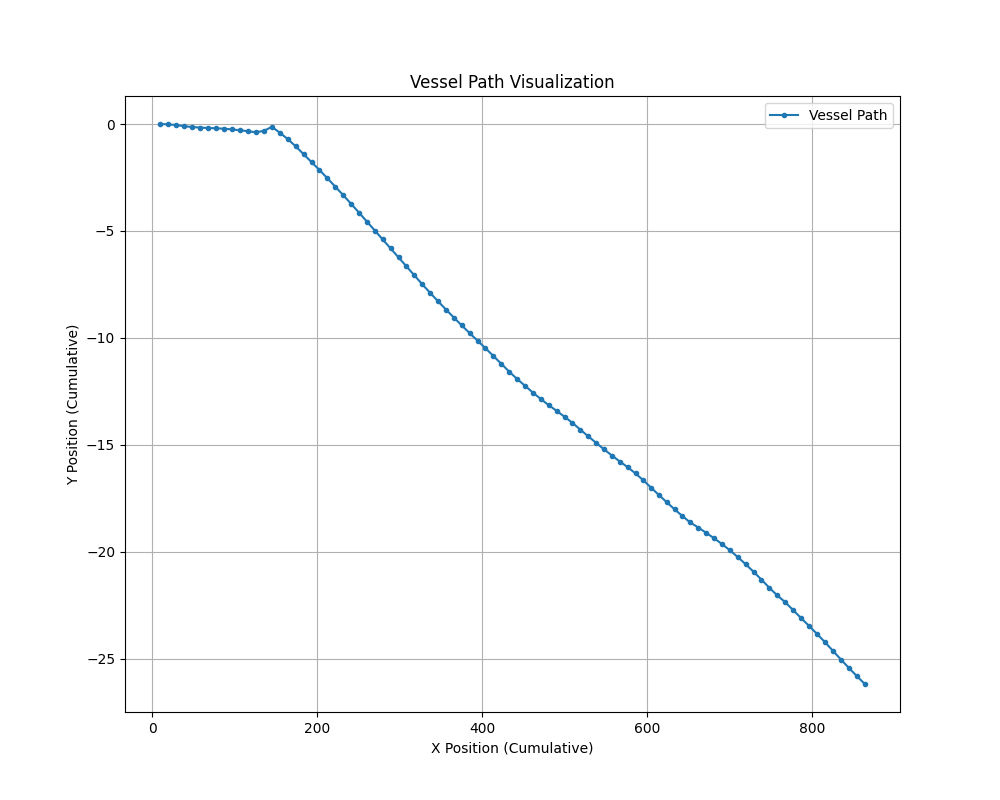 Vessel Path Visualization
Vessel Path
0
−5
−10
−15
−20
−25
Y Position (Cumulative)
0 200 400 600 800
X Position (Cumulative)